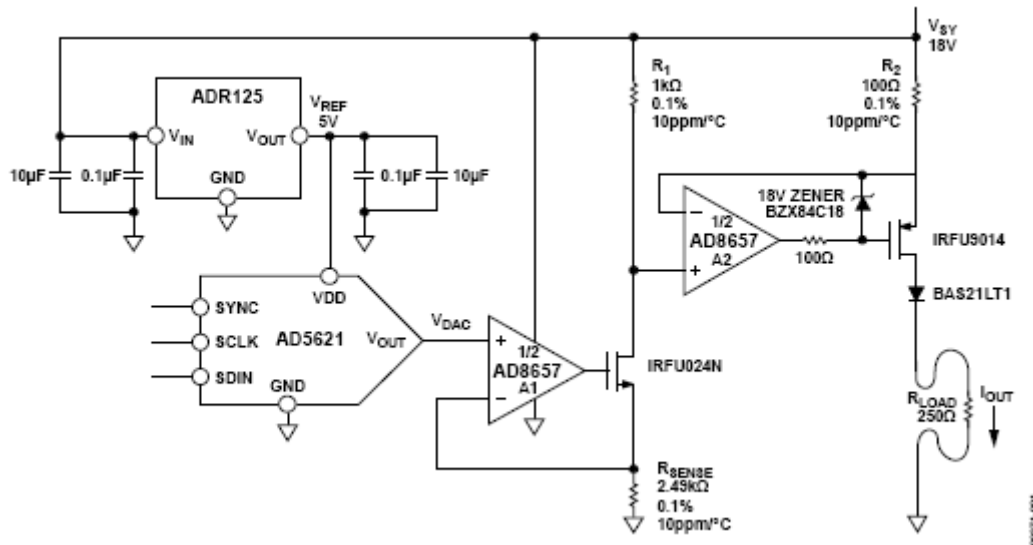 VSY
18V
R1
1kΩ
0.1%
10ppm/°C
R2
100Ω
0.1%
10ppm/°C
ADR125
VREF
5V
VIN
VOUT
GND
10µF
0.1µF
0.1µF
10µF
18V ZENER
BZX84C18
1/2
AD8657
A2
100Ω
IRFU9014
BAS21LT1
VDD
SYNC
SCLK
SDIN
AD5621
VOUT
GND
VDAC
1/2
AD8657
A1
IRFU024N
RLOAD
250Ω
IOUT
RSENSE
2.49kΩ
0.1%
10ppm/°C